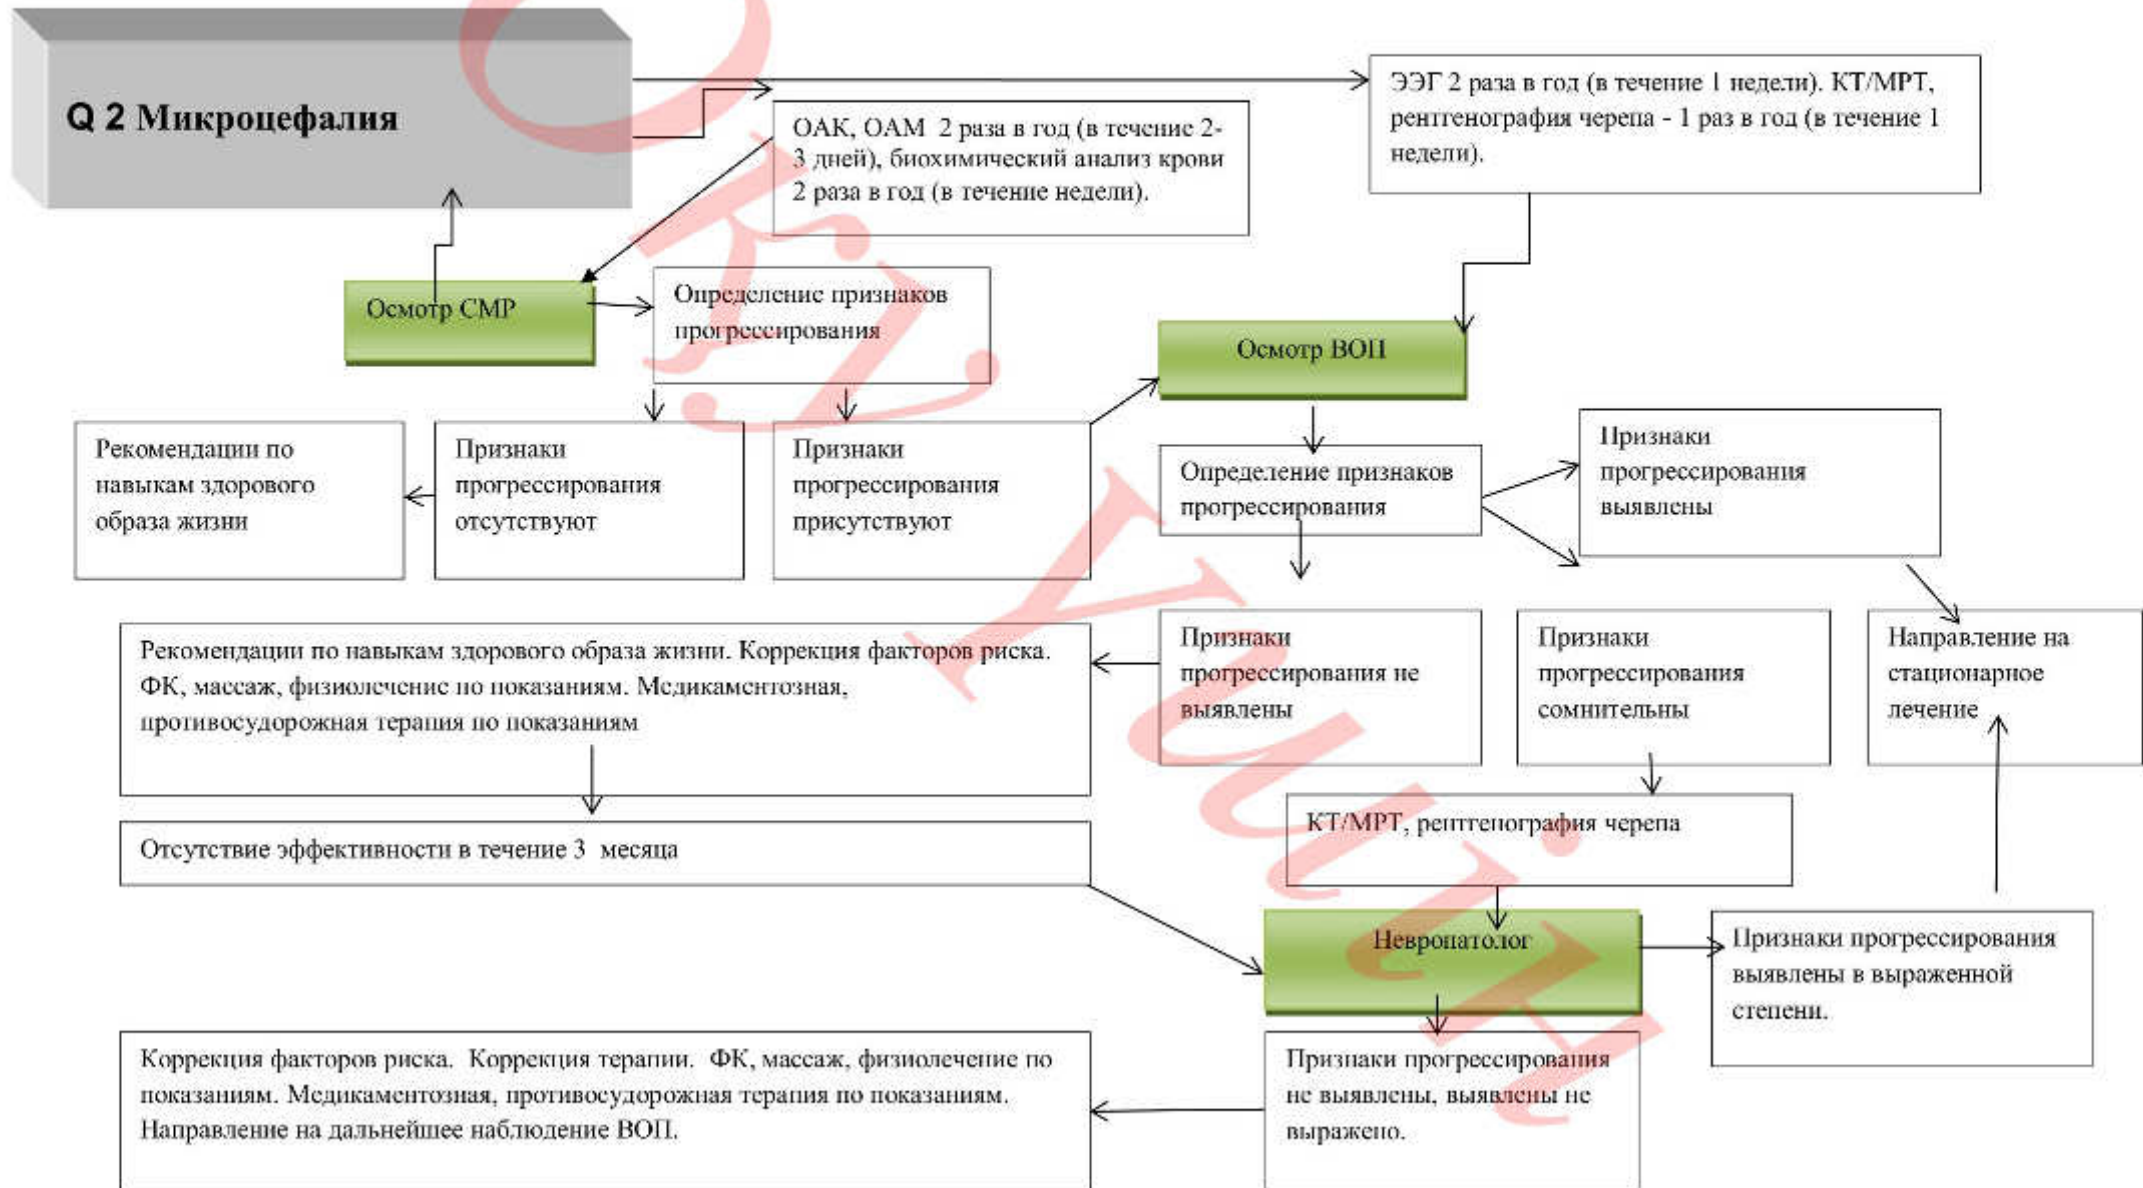 Q 2 Микроцефалия
ЭЭГ 2 раза в год (в течение 1 недели). КТ/МРТ,
рентгенография черепа - 1 раз в год (в течение 1
недели).
ОАК, ОАМ 2 раза в год (в течение 2-
3 дней), биохимический анализ крови
2 раза в год (в течение недели).
Осмотр СМР
Определение признаков
прогрессирования
Осмотр ВОП
Рекомендации по
навыкам здорового
образа жизни
Признаки
прогрессирования
отсутствуют
Признаки
прогрессирования
присутствуют
Определение признаков
прогрессирования
Признаки
прогрессирования
выявлены
Рекомендации по навыкам здорового образа жизни. Коррекция факторов риска.
ФК, массаж, физиолечение по показаниям. Медикаментозная,
противосудорожная терапия по показаниям
Признаки
прогрессирования не
выявлены
Признаки
прогрессирования
сомнительны
Направление на
стационарное
лечение
Отсутствие эффективности в течение 3 месяца
КТ/МРТ, рентгенография черепа
Невропатолог
Признаки прогрессирования
выявлены в выраженной
степени.
Коррекция факторов риска. Коррекция терапии. ФК, массаж, физиолечение по
показаниям. Медикаментозная, противосудорожная терапия по показаниям.
Направление на дальнейшее наблюдение ВОП.
Признаки прогрессирования
не выявлены, выявлены не
выражено.
Оку үшін